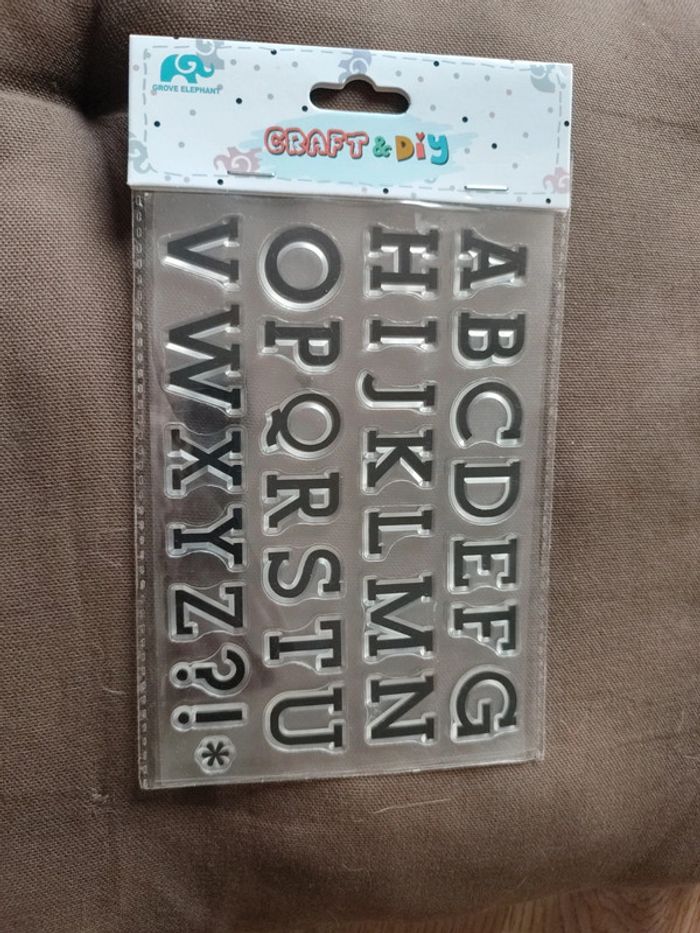 GROVE ELEPHANT
CRAFT & DiY
ABCDEFG
HIJKLMN
OPQRSTU
VWXYZ?!*